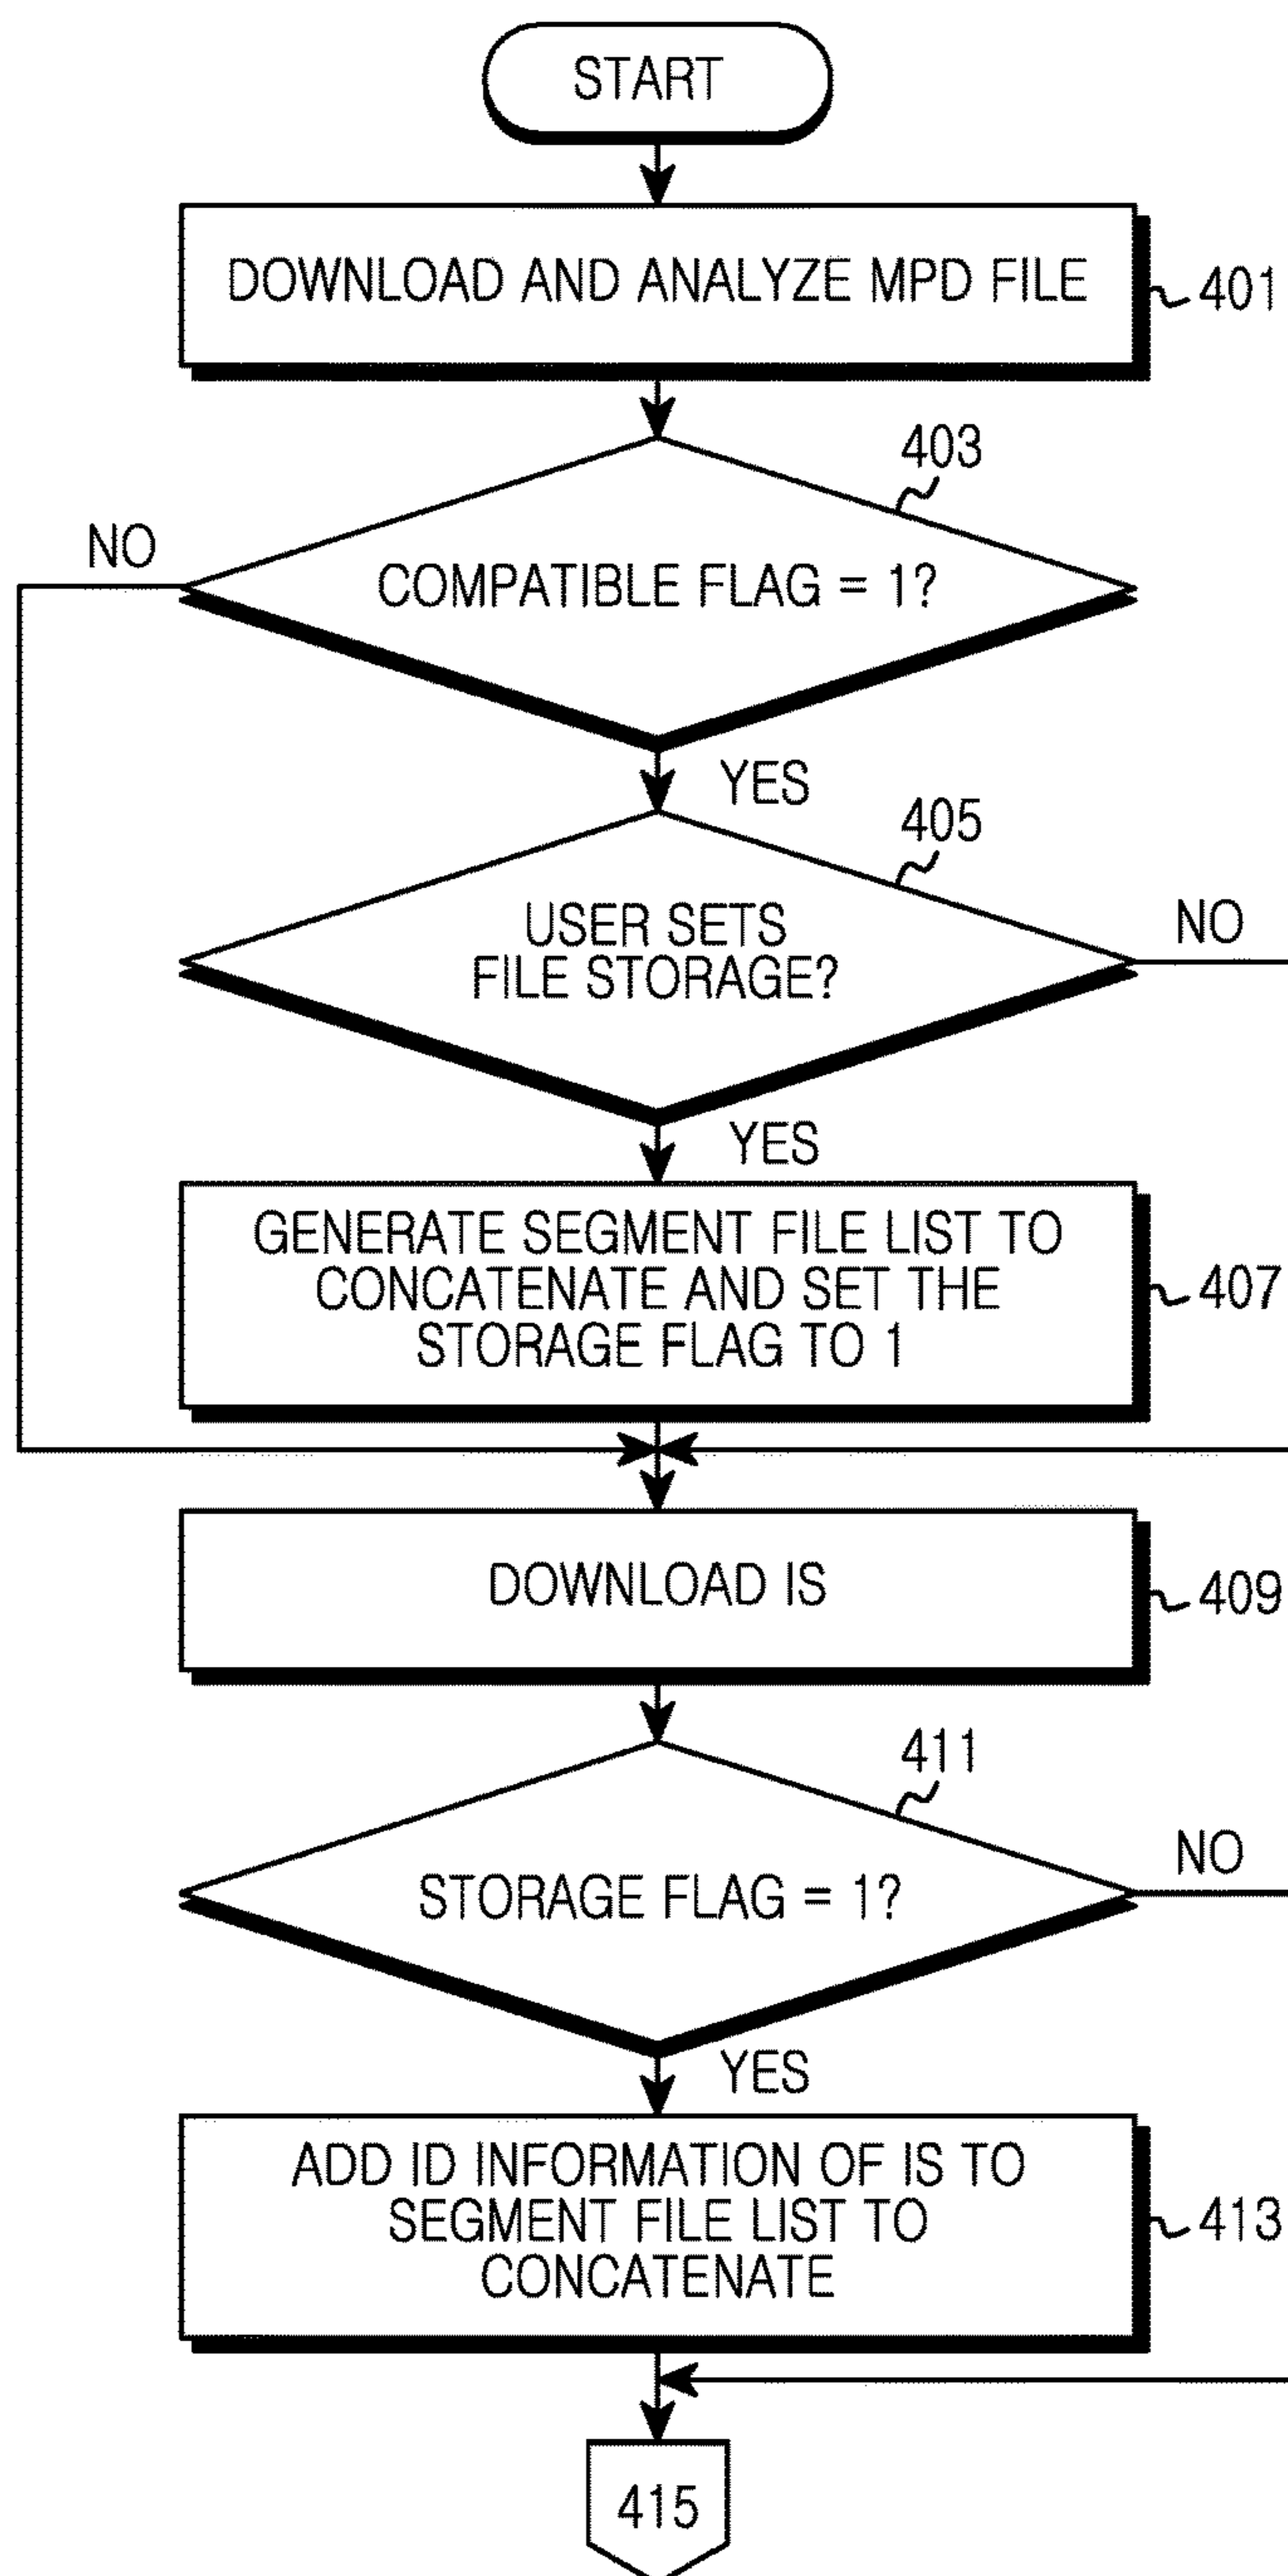 START
DOWNLOAD AND ANALYZE MPD FILE
401
403
NO
COMPATIBLE FLAG = 1?
YES
405
USER SETS
FILE STORAGE?
NO
YES
GENERATE SEGMENT FILE LIST TO
CONCATENATE AND SET THE
STORAGE FLAG TO 1
407
DOWNLOAD IS
409
411
STORAGE FLAG = 1?
NO
YES
ADD ID INFORMATION OF IS TO
SEGMENT FILE LIST TO
CONCATENATE
413
415